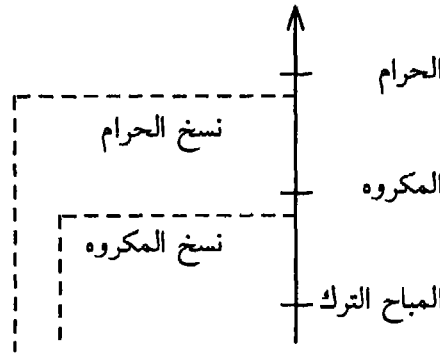 الحرام
نسخ الحرام
المكروه
نسخ المكروه
المباح الترك